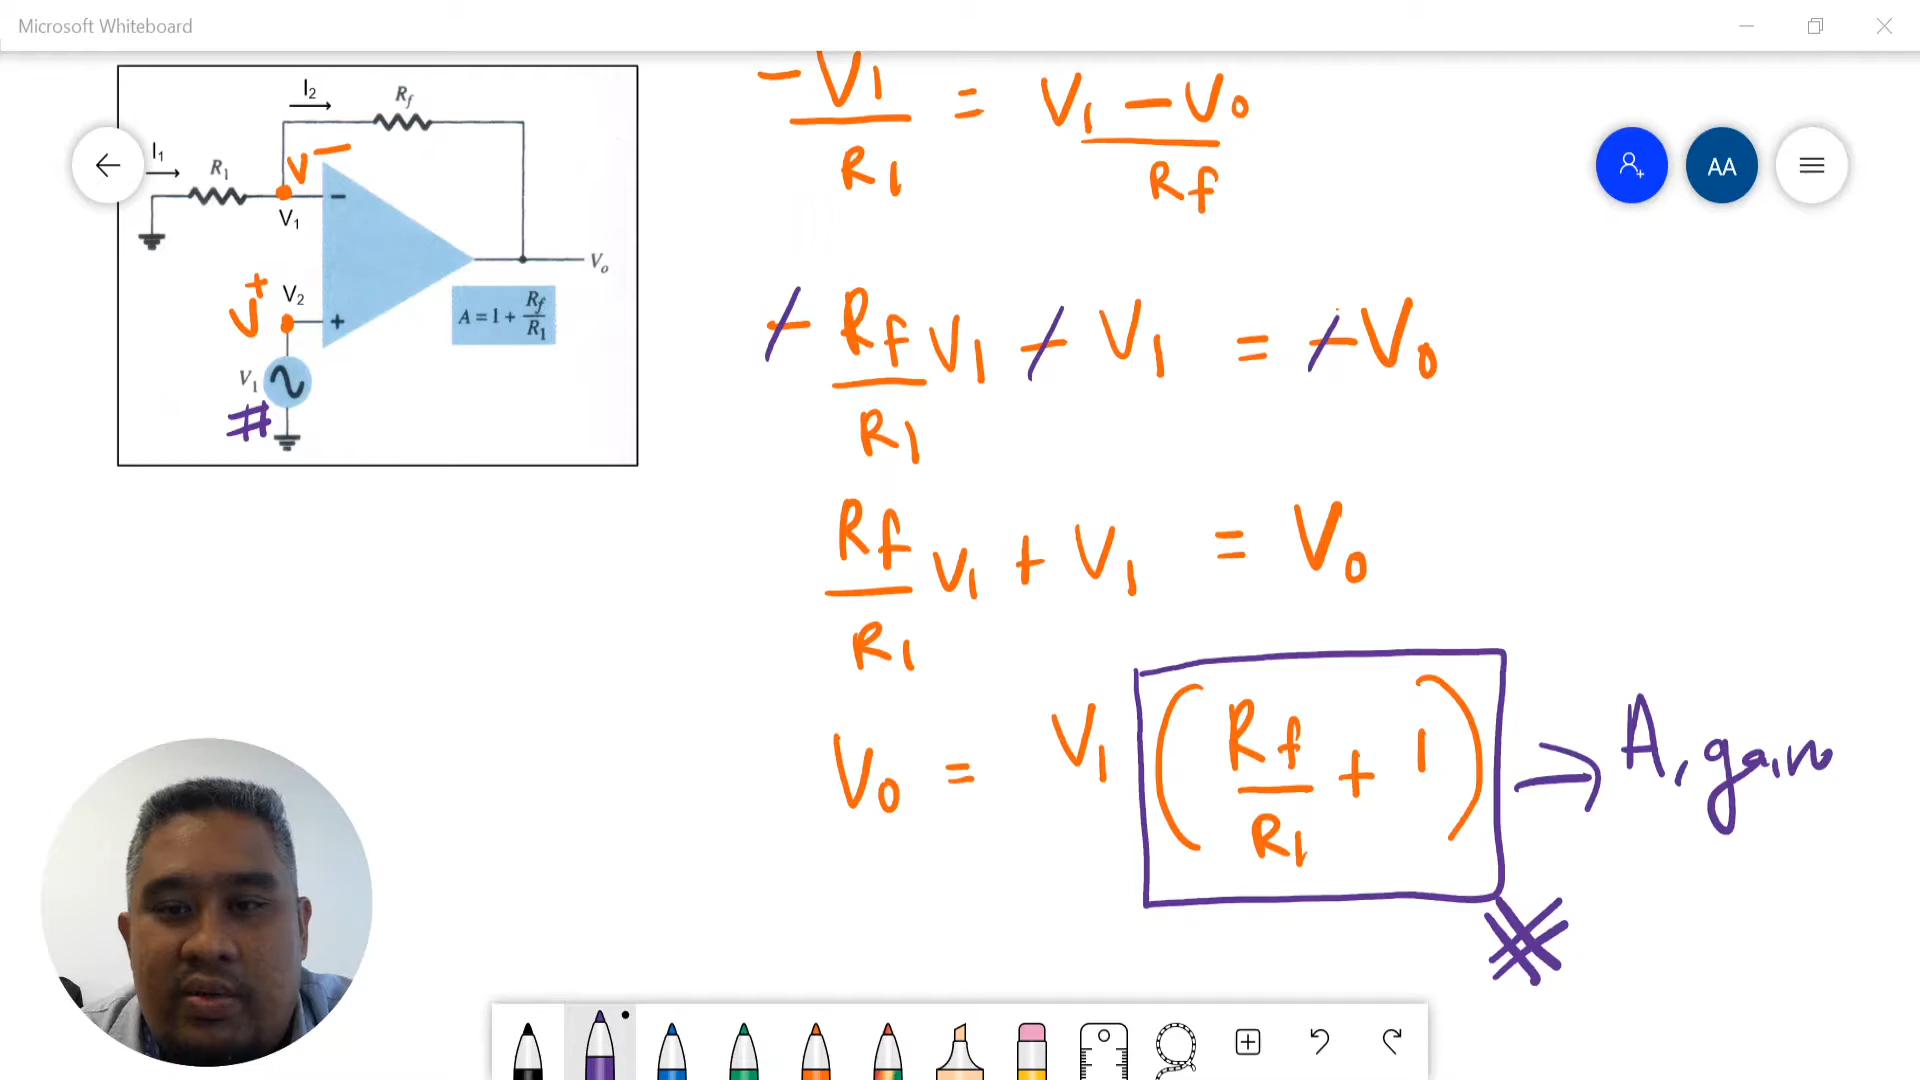 Microsoft Whiteboard
I2
Rf
I1
R1
V−
V1
−
V+
V2
+
Vo
A = 1 + Rf/R1
V1
#
−V1/R1 = V1 − Vo/Rf
− Rf/R1 V1 − V1 = −Vo
Rf/R1 V1 + V1 = Vo
Vo = V1 (Rf/R1 + 1) → A, gain
AA